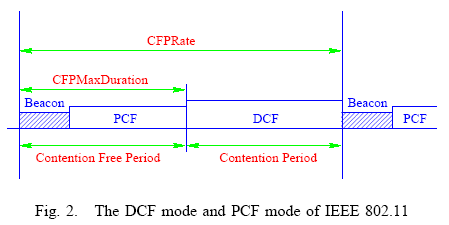 CFPRate
CFPMaxDuration
Beacon
PCF
DCF
Beacon
PCF
Contention Free Period
Contention Period
Fig. 2. The DCF mode and PCF mode of IEEE 802.11